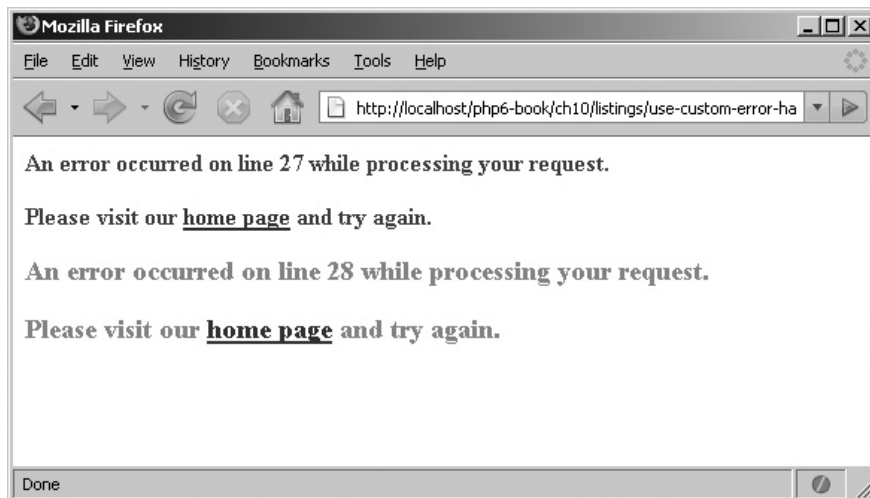 Mozilla Firefox
File Edit View History Bookmarks Tools Help
http://localhost/php6-book/ch10/listings/use-custom-error-ha
An error occurred on line 27 while processing your request.
Please visit our home page and try again.
An error occurred on line 28 while processing your request.
Please visit our home page and try again.
Done